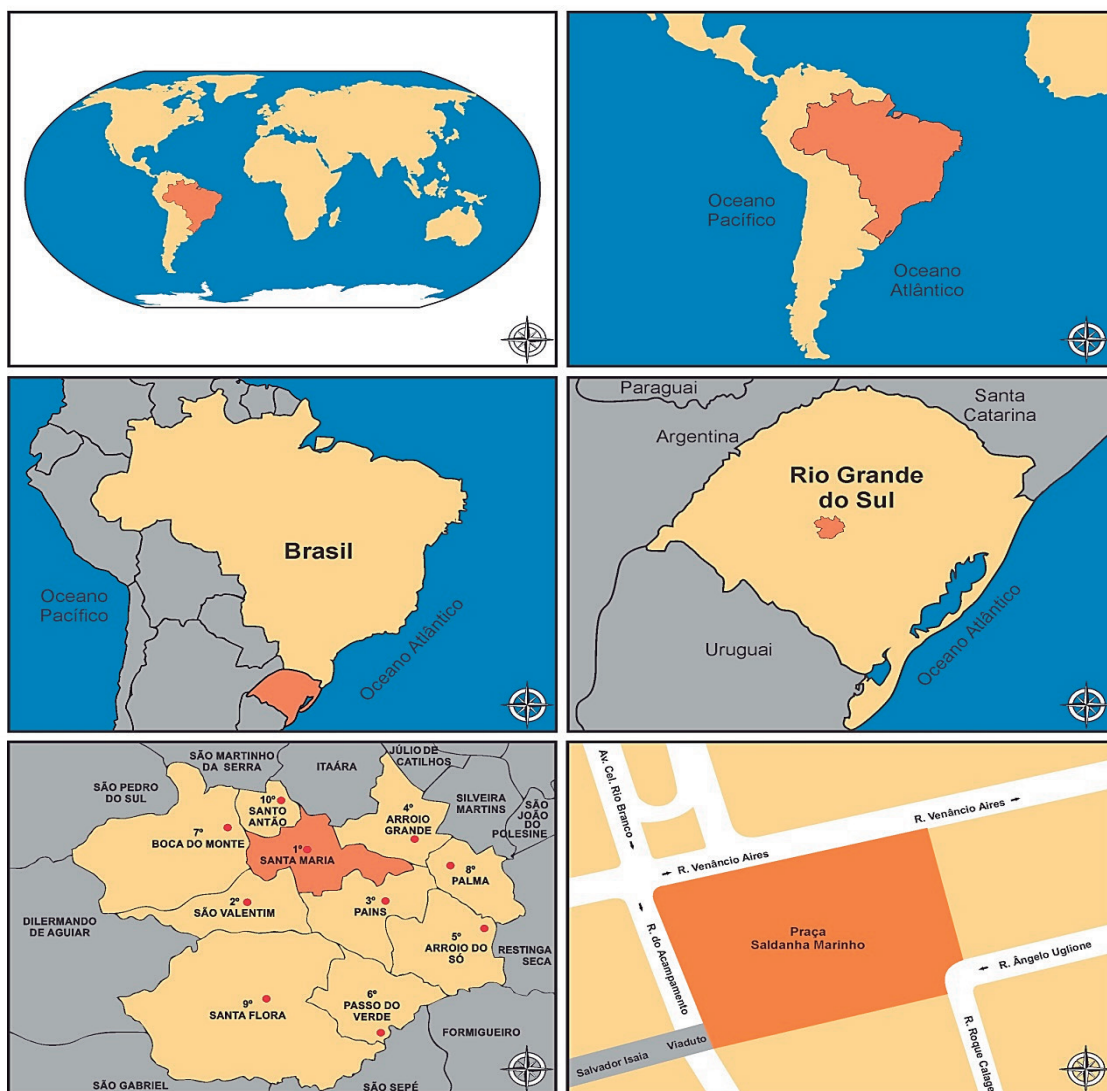 Oceano
Pacífico
Oceano
Atlântico
Brasil
Oceano
Pacífico
Oceano Atlântico
Paraguai
Argentina
Santa
Catarina
Rio Grande
do Sul
Uruguai
Oceano Atlântico
SÃO MARTINHO
DA SERRA
ITAÁRA
JÚLIO DE
CATILHOS
SÃO PEDRO
DO SUL
SILVEIRA
MARTINS
SÃO
JOÃO DO
POLESINE
10º
SANTO
ANTÃO
4º
ARROIO
GRANDE
7º
BOCA DO MONTE
1º
SANTA MARIA
8º
PALMA
2º
SÃO VALENTIM
3º
PAINS
DILERMANDO
DE AGUIAR
5º
ARROIO DO
SÓ
RESTINGA
SECA
9º
SANTA FLORA
6º
PASSO DO
VERDE
FORMIGUEIRO
SÃO GABRIEL
SÃO SEPÉ
Av. Cel. Rio Branco
R. Venâncio Aires
R. Venâncio Aires
Praça
Saldanha Marinho
R. do Acampamento
R. Ângelo Uglione
R. Roque Calage
Salvador Isaia Viaduto